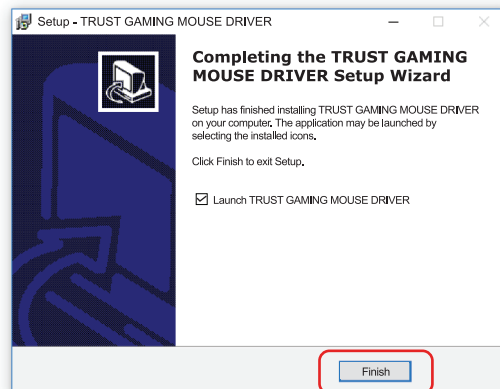 Setup - TRUST GAMING MOUSE DRIVER
Completing the TRUST GAMING
MOUSE DRIVER Setup Wizard
Setup has finished installing TRUST GAMING MOUSE DRIVER
on your computer. The application may be launched by
selecting the installed icons.
Click Finish to exit Setup.
Launch TRUST GAMING MOUSE DRIVER
Finish